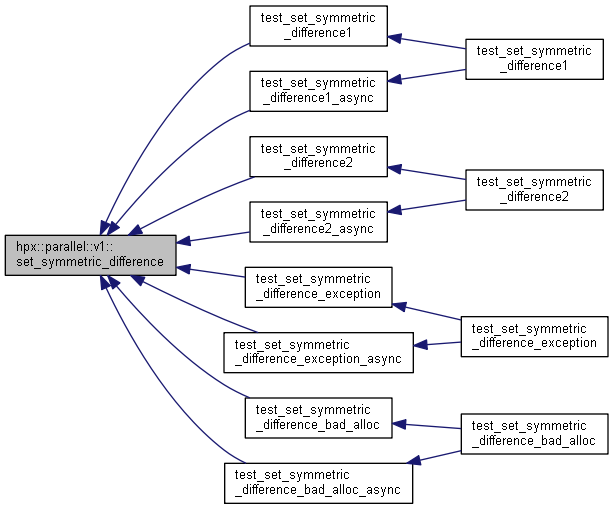 test_set_symmetric
_difference1
test_set_symmetric
_difference1
test_set_symmetric
_difference1_async
test_set_symmetric
_difference2
test_set_symmetric
_difference2
test_set_symmetric
_difference2_async
hpx::parallel::v1::
set_symmetric_difference
test_set_symmetric
_difference_exception
test_set_symmetric
_difference_exception
test_set_symmetric
_difference_exception_async
test_set_symmetric
_difference_bad_alloc
test_set_symmetric
_difference_bad_alloc
test_set_symmetric
_difference_bad_alloc_async